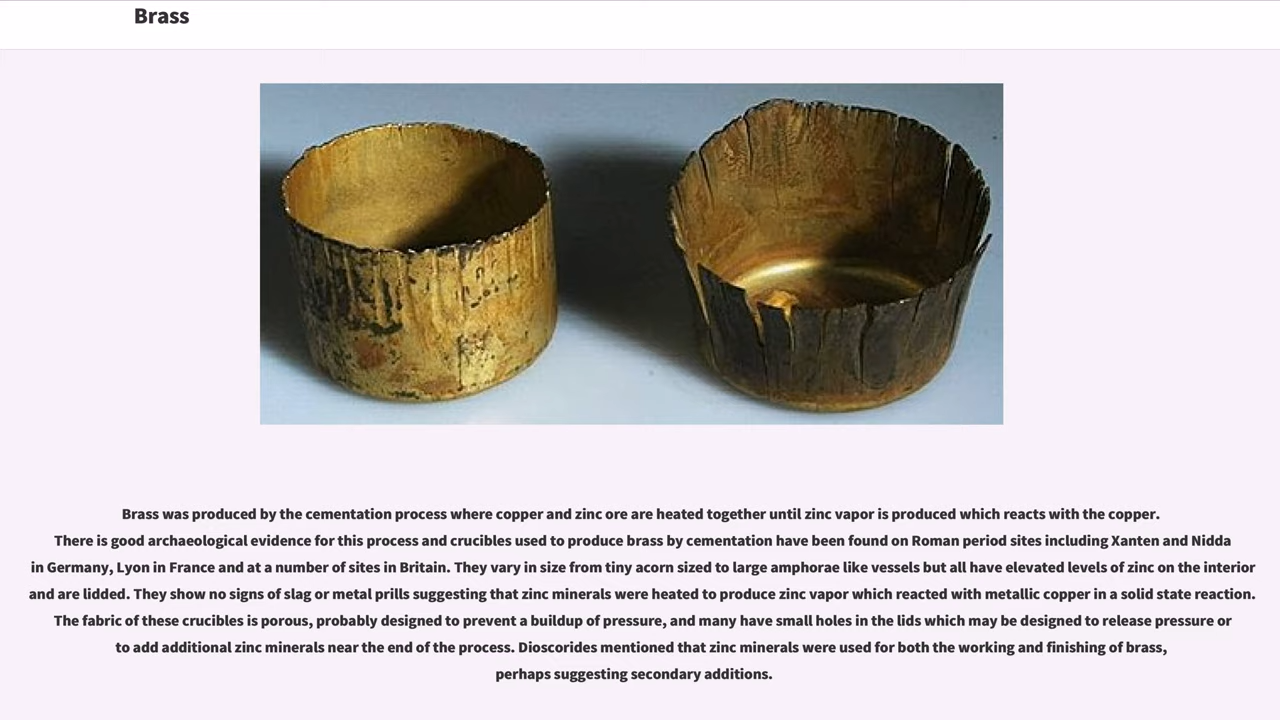 Brass
Brass was produced by the cementation process where copper and zinc ore are heated together until zinc vapor is produced which reacts with the copper.
There is good archaeological evidence for this process and crucibles used to produce brass by cementation have been found on Roman period sites including Xanten and Nidda
in Germany, Lyon in France and at a number of sites in Britain. They vary in size from tiny acorn sized to large amphorae like vessels but all have elevated levels of zinc on the interior
and are lidded. They show no signs of slag or metal prills suggesting that zinc minerals were heated to produce zinc vapor which reacted with metallic copper in a solid state reaction.
The fabric of these crucibles is porous, probably designed to prevent a buildup of pressure, and many have small holes in the lids which may be designed to release pressure or
to add additional zinc minerals near the end of the process. Dioscorides mentioned that zinc minerals were used for both the working and finishing of brass,
perhaps suggesting secondary additions.